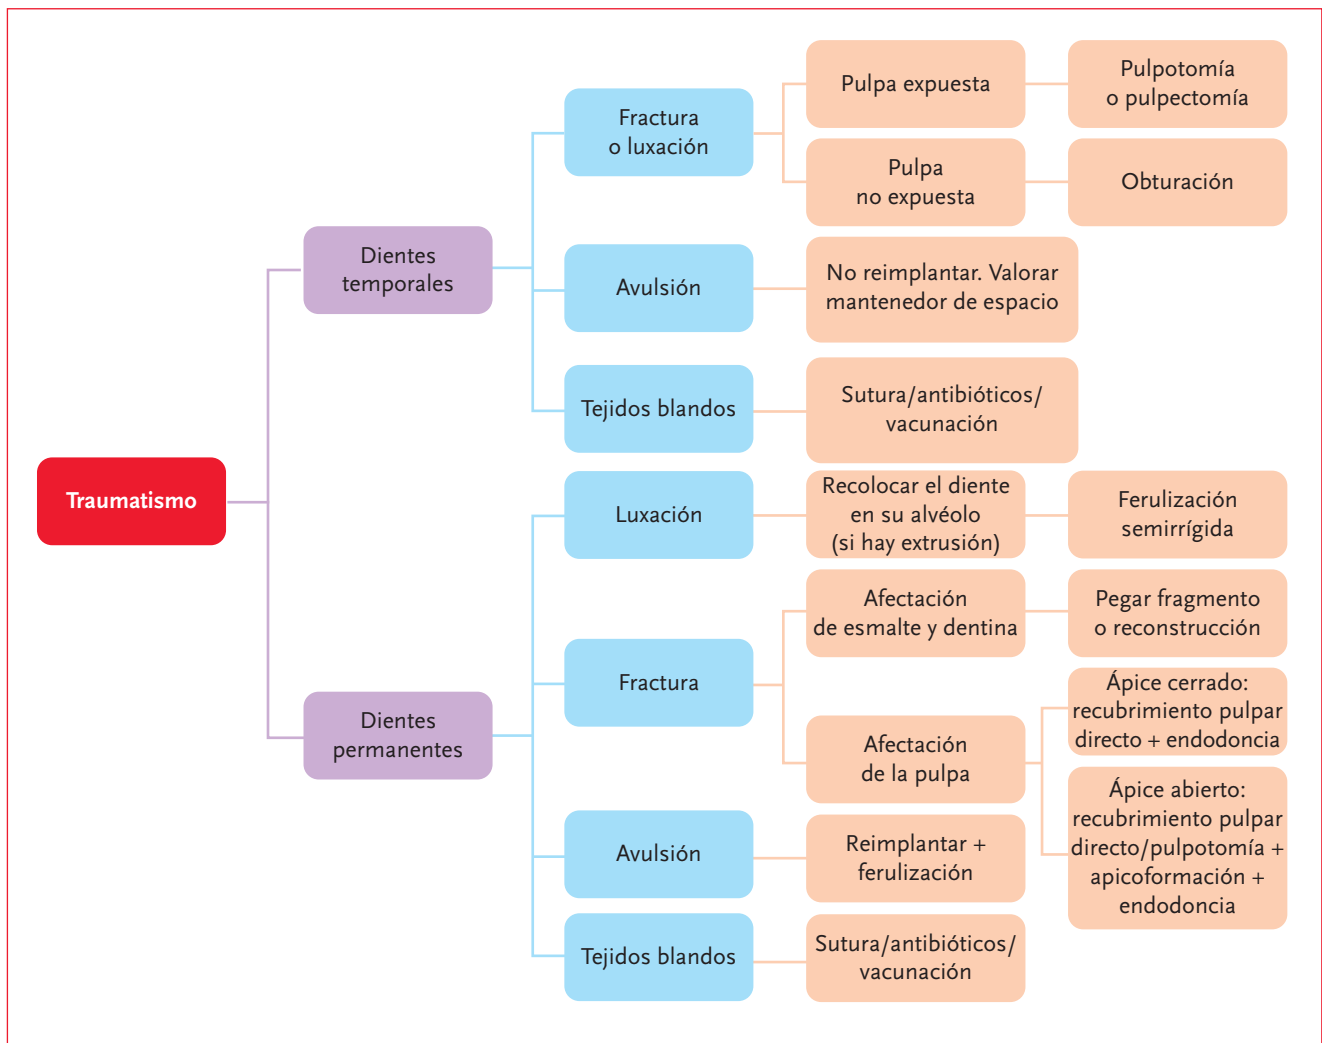 Traumatismo
Dientes
temporales
Fractura
o luxación
Pulpa expuesta
Pulpotomía
o pulpectomía
Pulpa
no expuesta
Obturación
Avulsión
No reimplantar. Valorar
mantenedor de espacio
Tejidos blandos
Sutura/antibióticos/
vacunación
Dientes
permanentes
Luxación
Recolocar el diente
en su alvéolo
(si hay extrusión)
Ferulización
semirrígida
Fractura
Afectación
de esmalte y dentina
Pegar fragmento
o reconstrucción
Afectación
de la pulpa
Ápice cerrado:
recubrimiento pulpar
directo + endodoncia
Ápice abierto:
recubrimiento pulpar
directo/pulpotomía +
apicoformación +
endodoncia
Avulsión
Reimplantar +
ferulización
Tejidos blandos
Sutura/antibióticos/
vacunación